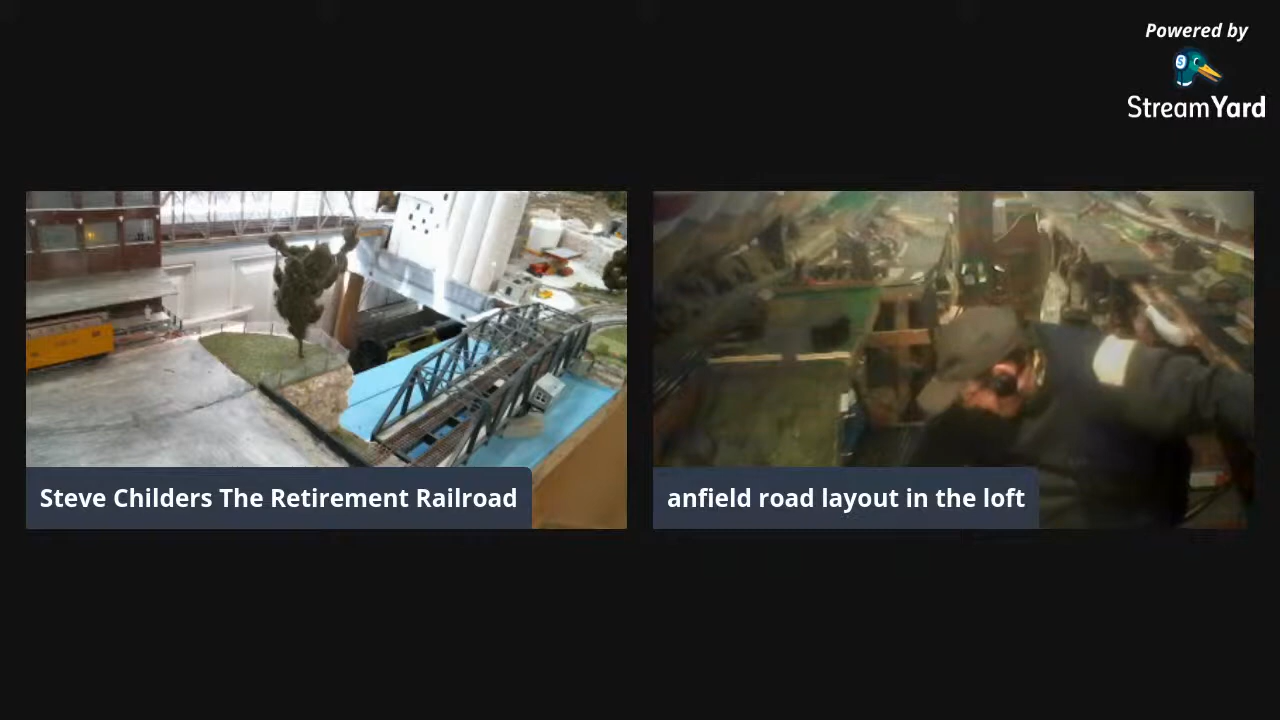 Powered by
StreamYard
Steve Childers The Retirement Railroad
anfield road layout in the loft